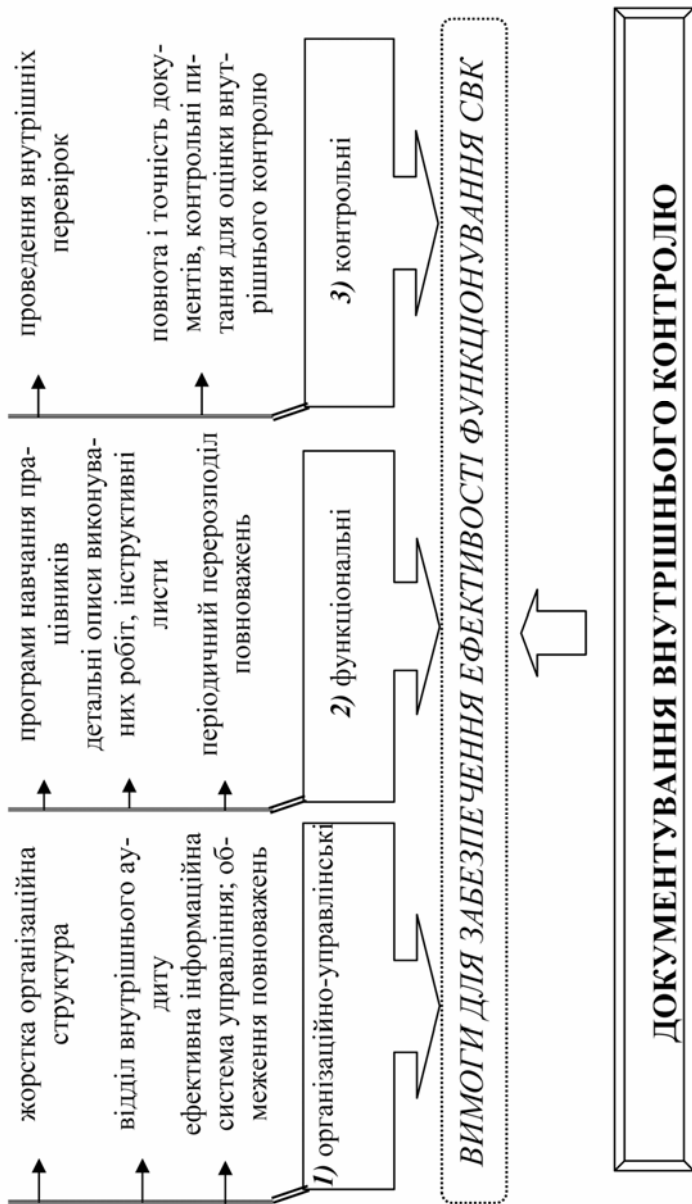 жорстка організаційна
структура
відділ внутрішнього ау-
диту
ефективна інформаційна
система управління; об-
меження повноважень
1) організаційно-управлінські
програми навчання пра-
цівників
детальні описи виконува-
них робіт, інструктивні
листи
періодичний перерозподіл
повноважень
2) функціональні
проведення внутрішніх
перевірок
повнота і точність доку-
ментів, контрольні пи-
тання для оцінки внут-
рішнього контролю
3) контрольні
ВИМОГИ ДЛЯ ЗАБЕЗПЕЧЕННЯ ЕФЕКТИВОСТІ ФУНКЦІОНУВАННЯ СВК
ДОКУМЕНТУВАННЯ ВНУТРІШНЬОГО КОНТРОЛЮ